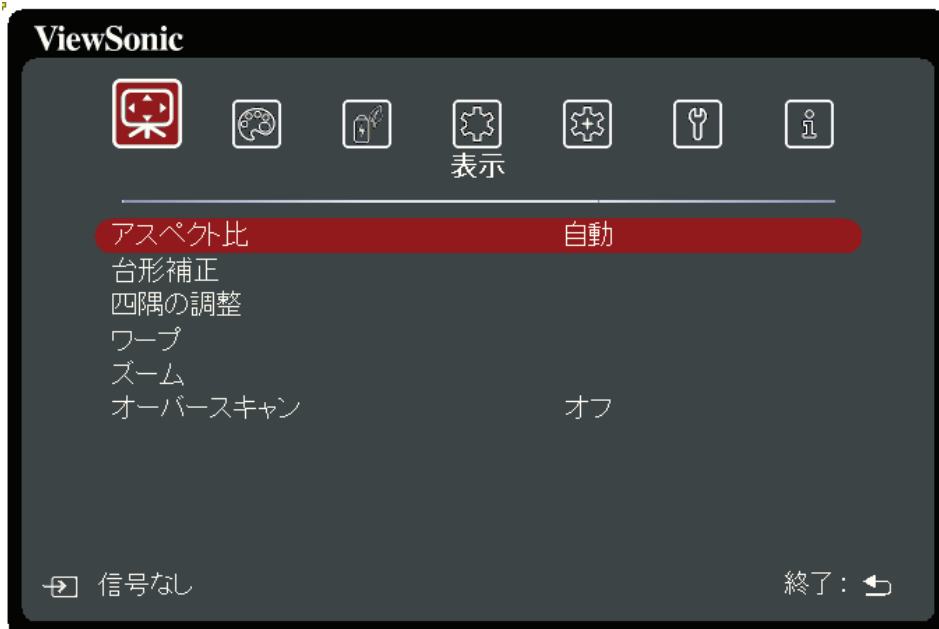 ViewSonic
表示
アスペクト比 自動
台形補正
四隅の調整
ワープ
ズーム
オーバースキャン オフ
信号なし 終了: